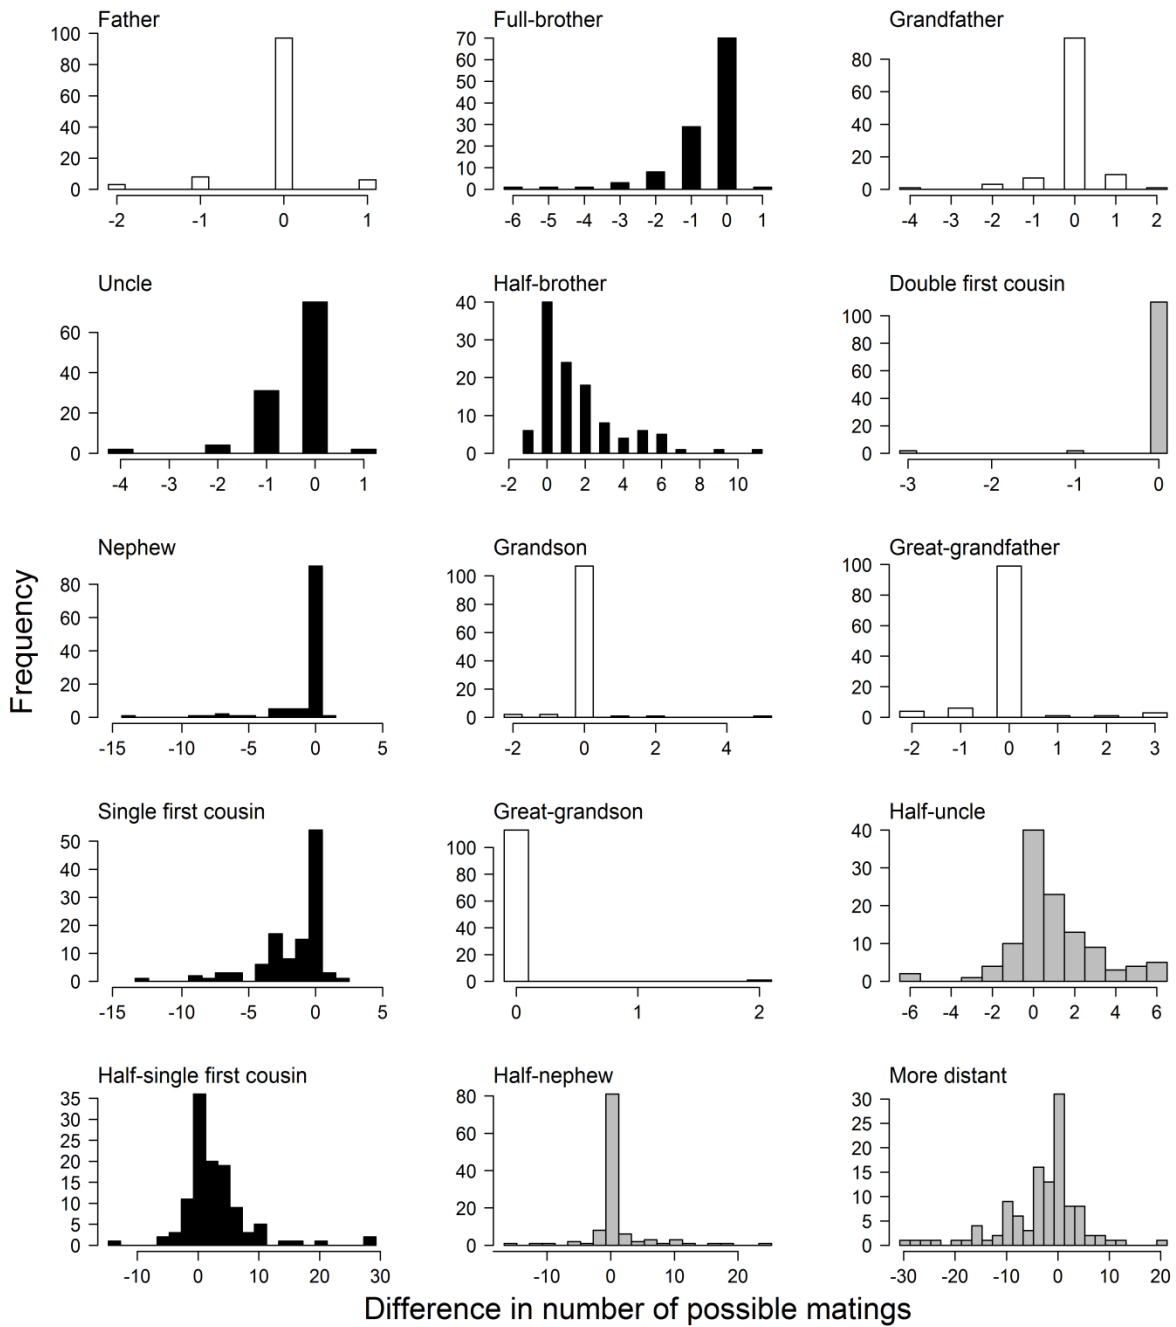 Father
100
80
60
40
20
0
-2 -1 0 1
Full-brother
70
50
40
30
20
10
0
-6 -5 -4 -3 -2 -1 0 1
Grandfather
80
60
40
20
0
-4 -3 -2 -1 0 1 2
Uncle
60
40
20
0
-4 -3 -2 -1 0 1
Half-brother
40
30
20
10
0
-2 0 2 4 6 8 10
Double first cousin
100
80
60
40
20
0
-3 -2 -1 0
Nephew
80
60
40
20
0
-15 -10 -5 0 5
Grandson
100
80
60
40
20
0
-2 0 2 4
Great-grandfather
100
80
60
40
20
0
-2 -1 0 1 2 3
Single first cousin
50
40
30
20
10
0
-15 -10 -5 0 5
Great-grandson
100
80
60
40
20
0
0 1 2
Half-uncle
40
30
20
10
0
-6 -4 -2 0 2 4 6
Half-single first cousin
35
30
25
20
15
10
5
0
-10 0 10 20 30
Half-nephew
80
60
40
20
0
-10 0 10 20
More distant
30
25
20
15
10
5
0
-30 -20 -10 0 10 20
Frequency
Difference in number of possible matings